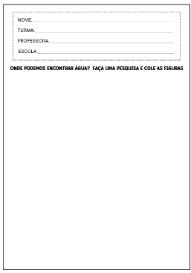 NOME:
TURMA:
PROFESSORA:
ESCOLA:
ONDE PODEMOS ENCONTRAR ÁGUA? FAÇA UMA PESQUISA E COLE AS FIGURAS